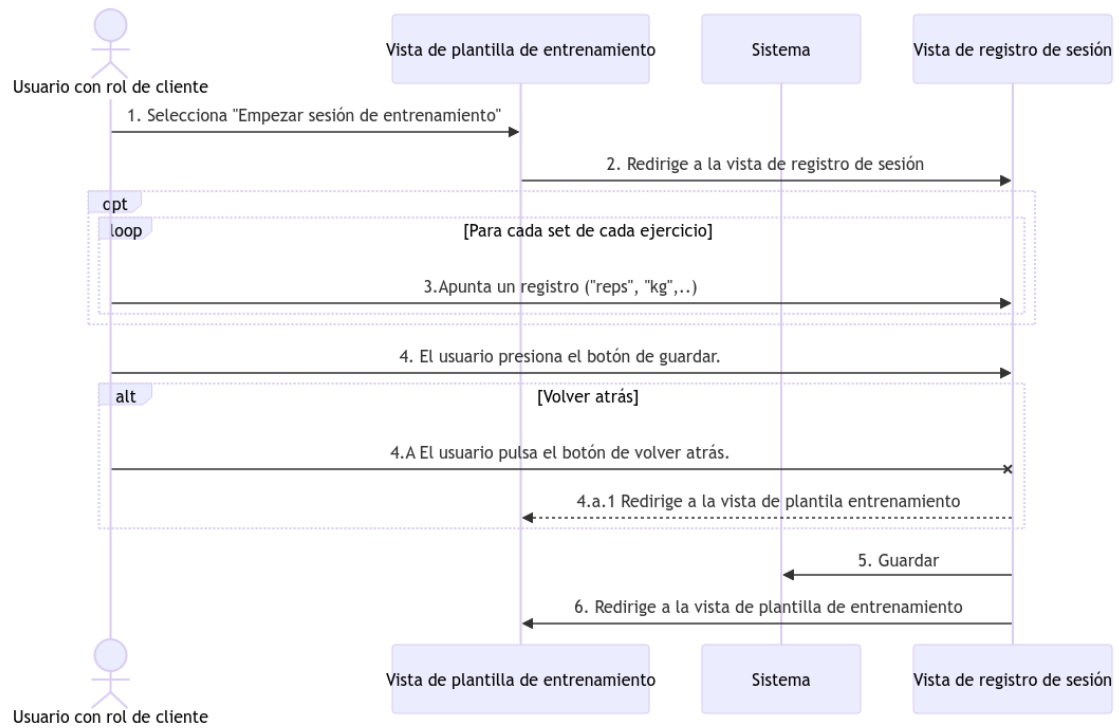 Vista de plantilla de entrenamiento
Sistema
Vista de registro de sesión
Usuario con rol de cliente
1. Selecciona "Empezar sesión de entrenamiento"
2. Redirige a la vista de registro de sesión
opt
loop
[Para cada set de cada ejercicio]
3.Apunta un registro ("reps", "kg",..)
4. El usuario presiona el botón de guardar.
alt
[Volver atrás]
4.A El usuario pulsa el botón de volver atrás.
4.a.1 Redirige a la vista de plantila entrenamiento
5. Guardar
6. Redirige a la vista de plantilla de entrenamiento
Vista de plantilla de entrenamiento
Sistema
Vista de registro de sesión
Usuario con rol de cliente